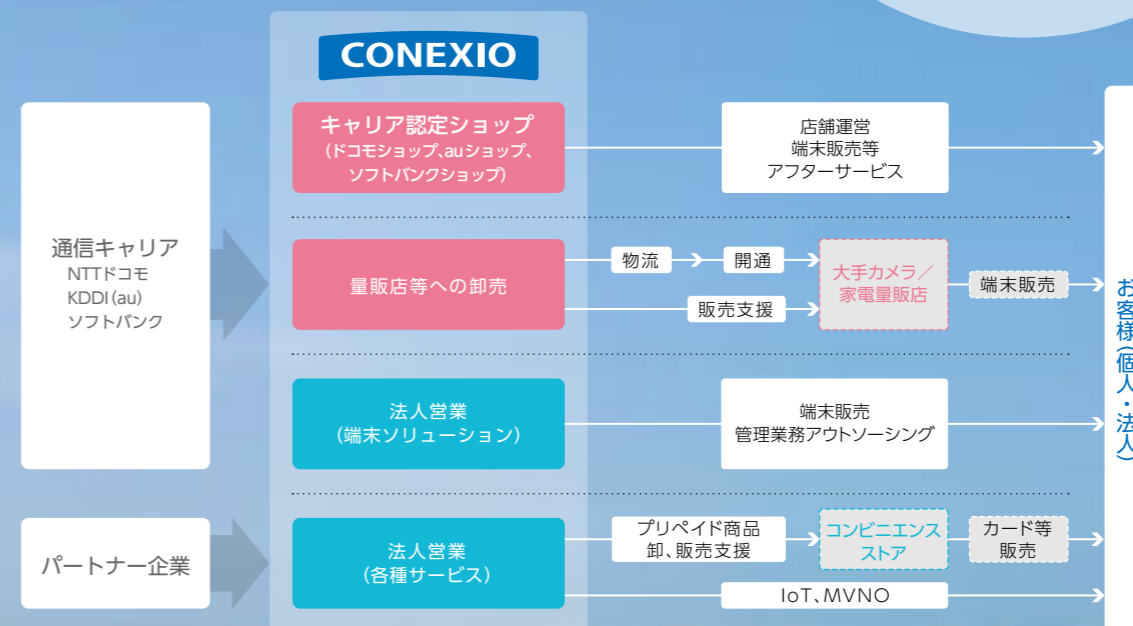 CONEXIO
通信キャリア
NTTドコモ
KDDI(au)
ソフトバンク
キャリア認定ショップ
(ドコモショップ、auショップ、
ソフトバンクショップ)
店舗運営
端末販売等
アフターサービス
量販店等への卸売
物流
開通
販売支援
大手カメラ／
家電量販店
端末販売
法人営業
(端末ソリューション)
端末販売
管理業務アウトソーシング
パートナー企業
法人営業
(各種サービス)
プリペイド商品
卸、販売支援
コンビニエンス
ストア
カード等
販売
IoT、MVNO
お客様(個人・法人)